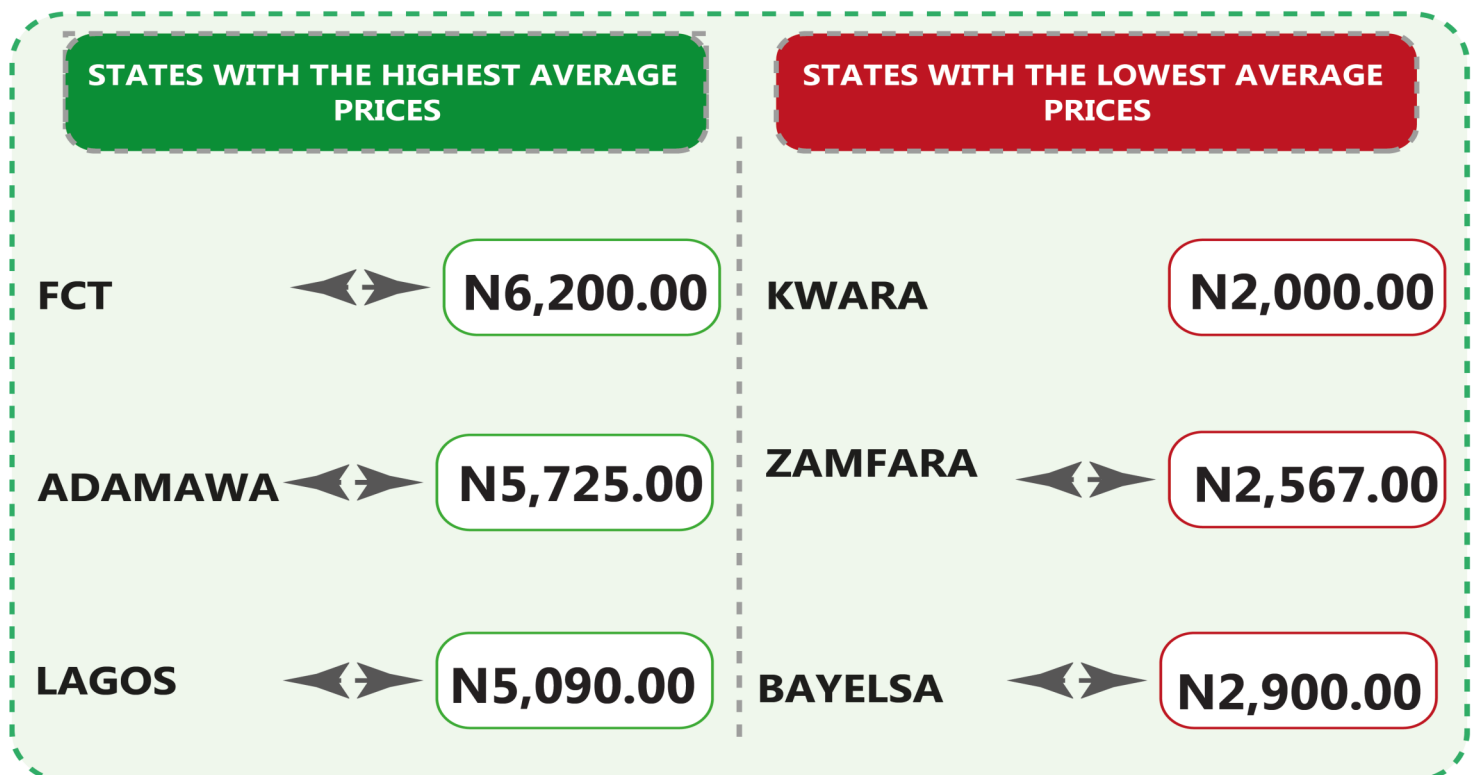 STATES WITH THE HIGHEST AVERAGE
PRICES
FCT N6,200.00
ADAMAWA N5,725.00
LAGOS N5,090.00
STATES WITH THE LOWEST AVERAGE
PRICES
KWARA N2,000.00
ZAMFARA N2,567.00
BAYELSA N2,900.00